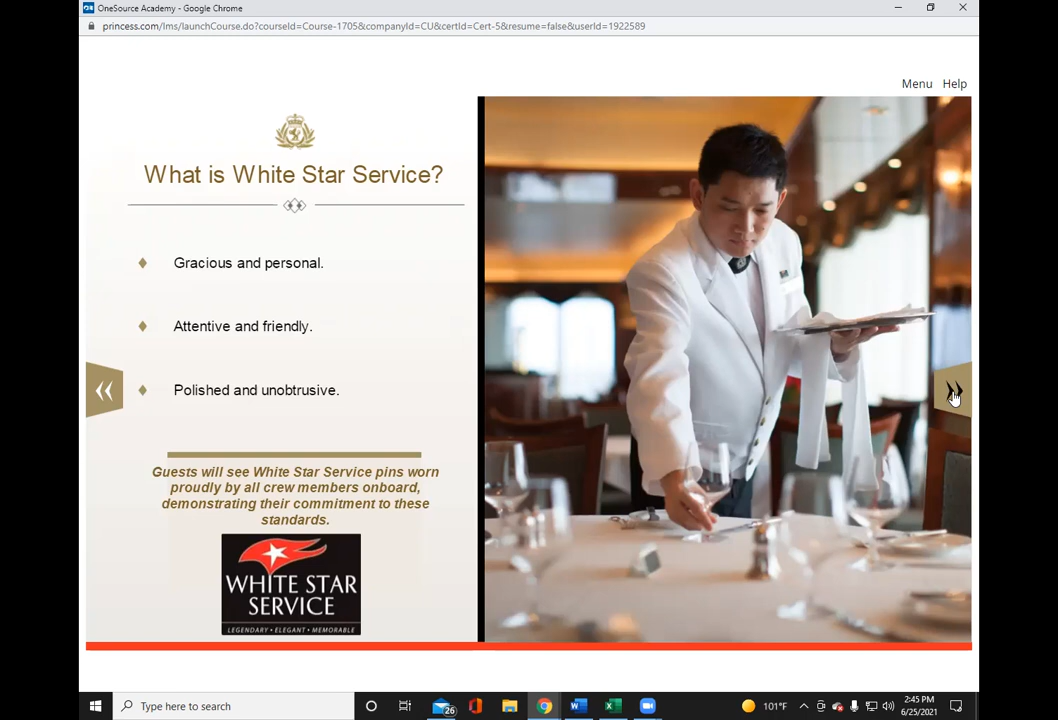 OneSource Academy - Google Chrome
princess.com/lms/launchCourse.do?courseId=Course-1705&companyId=CU&certId=Cert-5&resume=false&userId=1922589
Menu Help
What is White Star Service?
Gracious and personal.
Attentive and friendly.
Polished and unobtrusive.
Guests will see White Star Service pins worn
proudly by all crew members onboard,
demonstrating their commitment to these
standards.
WHITE STAR
SERVICE
LEGENDARY • ELEGANT • MEMORABLE
Type here to search
26
101°F
2:45 PM
6/25/2021